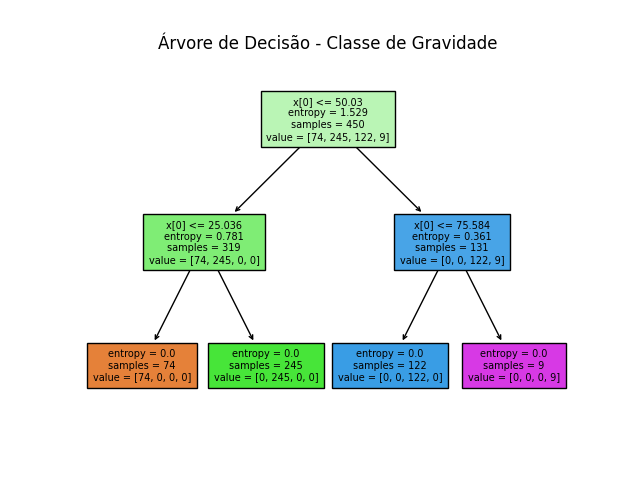 Árvore de Decisão - Classe de Gravidade
x[0] <= 50.03
entropy = 1.529
samples = 450
value = [74, 245, 122, 9]
x[0] <= 25.036
entropy = 0.781
samples = 319
value = [74, 245, 0, 0]
x[0] <= 75.584
entropy = 0.361
samples = 131
value = [0, 0, 122, 9]
entropy = 0.0
samples = 74
value = [74, 0, 0, 0]
entropy = 0.0
samples = 245
value = [0, 245, 0, 0]
entropy = 0.0
samples = 122
value = [0, 0, 122, 0]
entropy = 0.0
samples = 9
value = [0, 0, 0, 9]